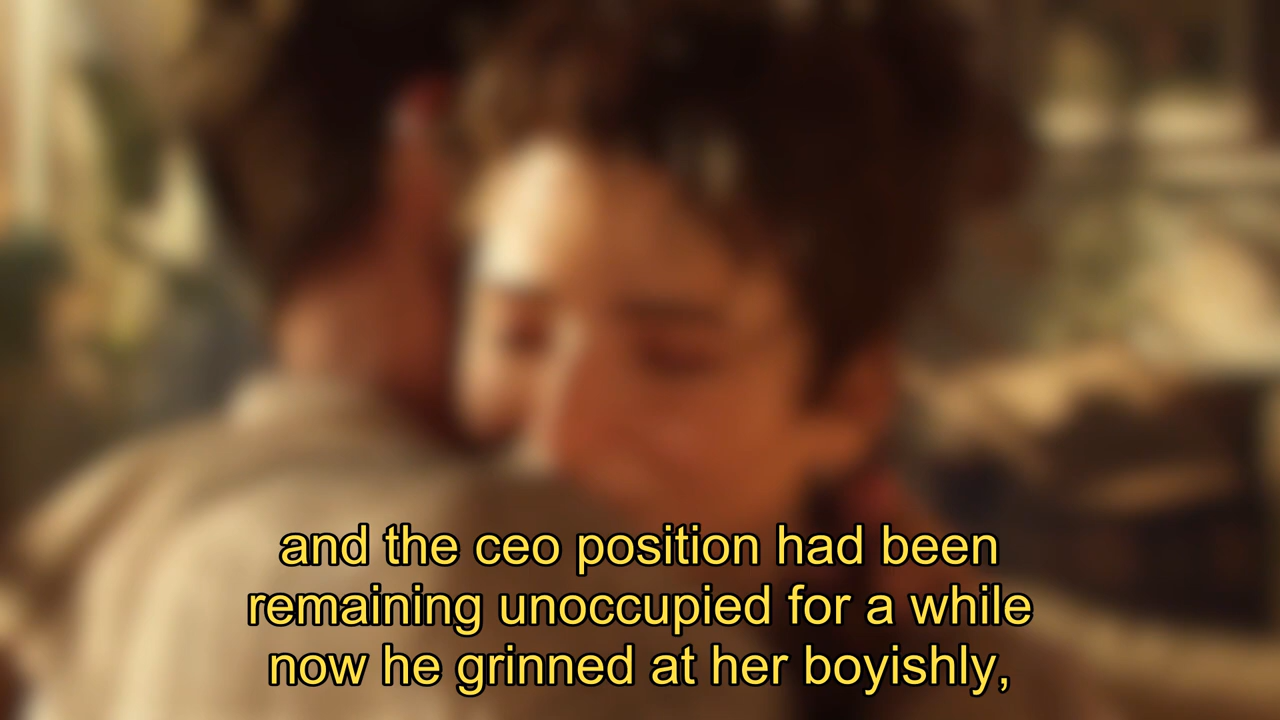 and the ceo position had been
remaining unoccupied for a while
now he grinned at her boyishly,